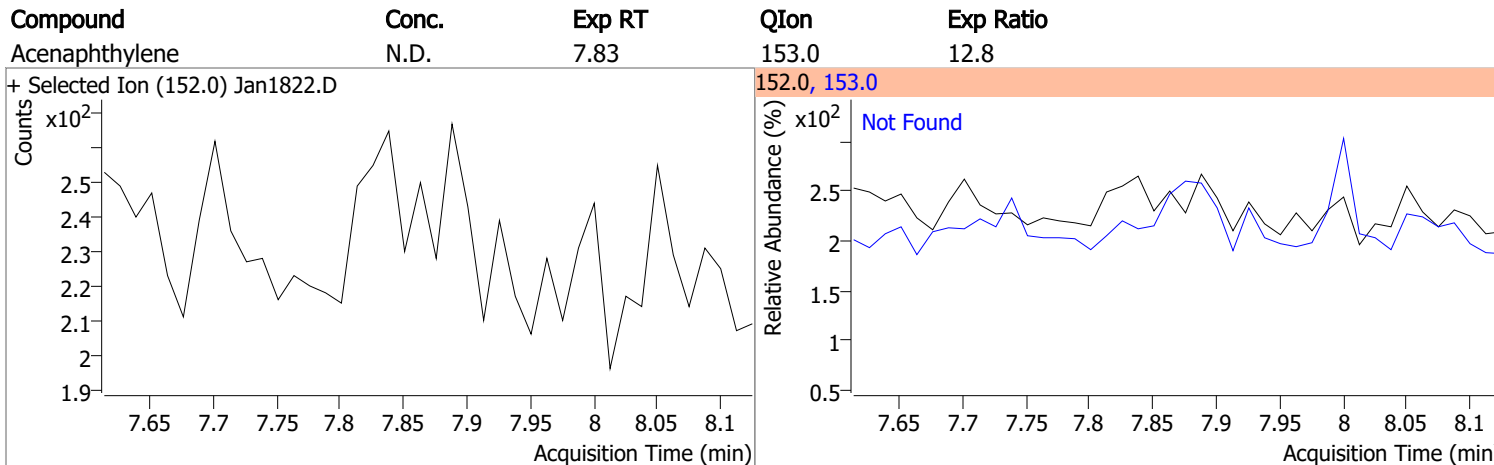 Compound Conc. Exp RT QIon Exp Ratio
Acenaphthylene N.D. 7.83 153.0 12.8
+ Selected Ion (152.0) Jan1822.D
Counts
x10²
2.5
2.4
2.3
2.2
2.1
2
1.9
7.65 7.7 7.75 7.8 7.85 7.9 7.95 8 8.05 8.1
Acquisition Time (min)
152.0, 153.0
Relative Abundance (%)
x10²
Not Found
2.5
2
1.5
1
0.5
7.65 7.7 7.75 7.8 7.85 7.9 7.95 8 8.05 8.1
Acquisition Time (min